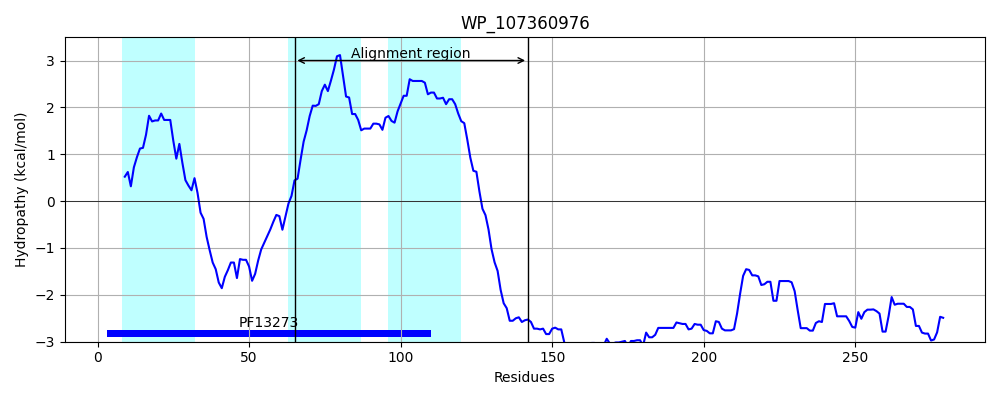 WP_107360976
Alignment region
3
2
1
0
−1
−2
−3
Hydropathy (kcal/mol)
PF13273
0
50
100
150
200
250
Residues